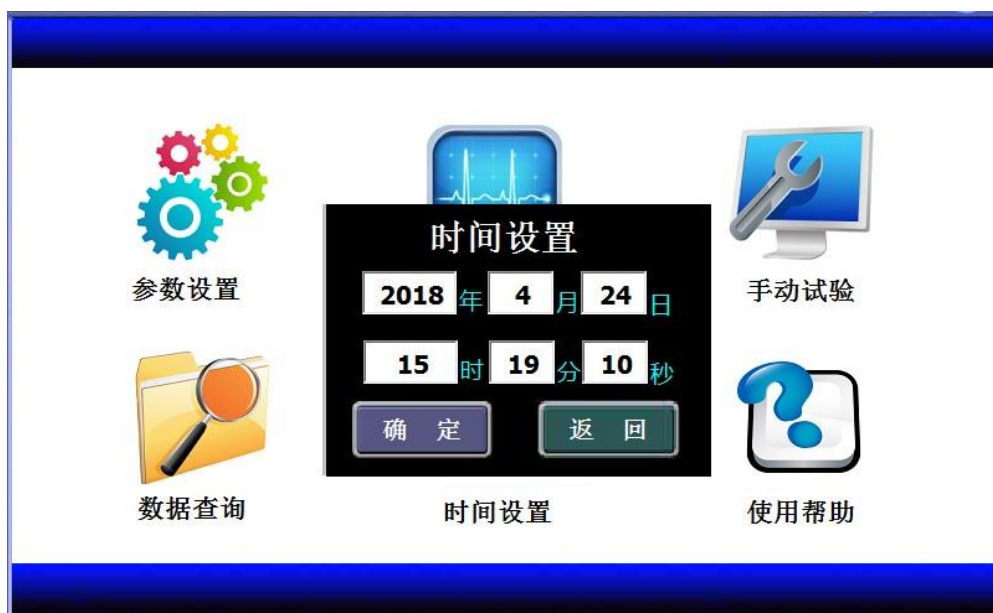 时间设置
2018 年 4 月 24 日
参数设置
手动试验
15 时 19 分 10 秒
确 定
返 回
数据查询
时间设置
使用帮助